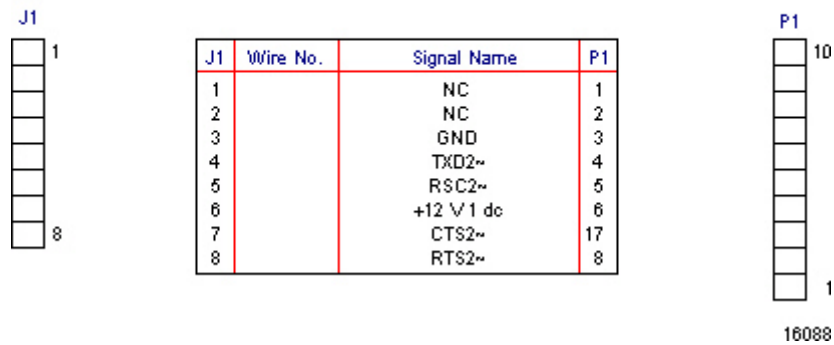 J1
1
8
J1 Wire No. Signal Name P1
1 NC 1
2 NC 2
3 GND 3
4 TXD2~ 4
5 RSC2~ 5
6 +12 V 1 dc 6
7 CTS2~ 17
8 RTS2~ 8
P1
10
1
16088